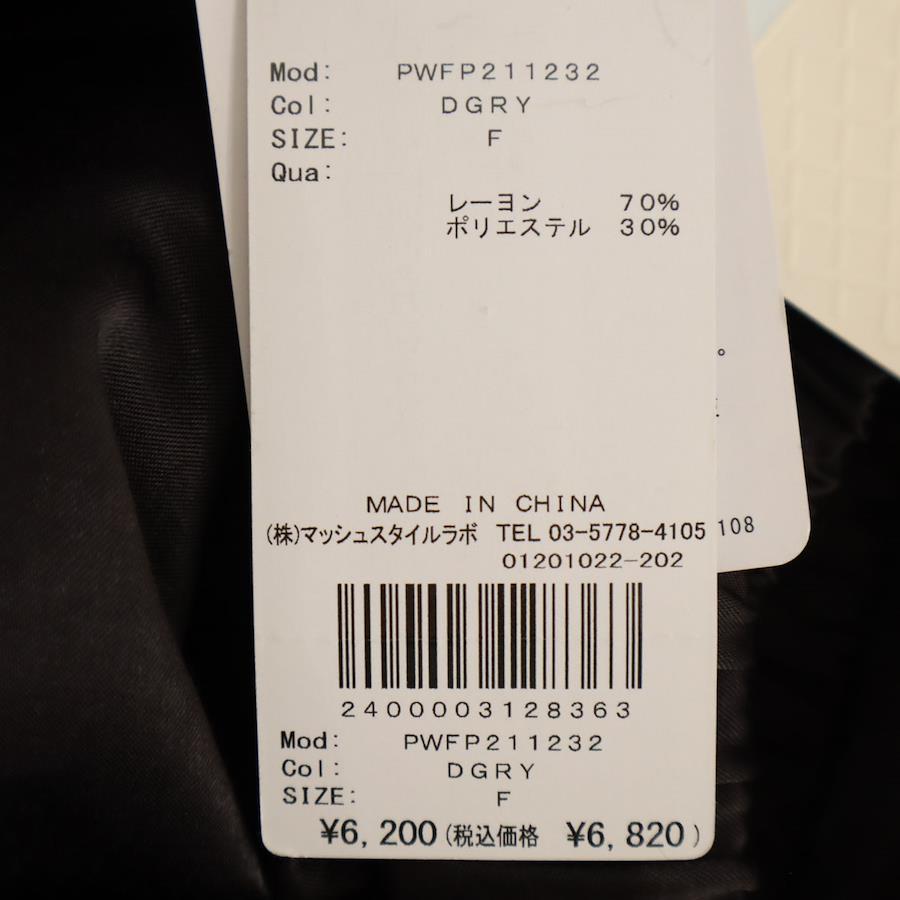 Mod: PWFP211232
Col: DGRY
SIZE: F
Qua:
レーヨン 70%
ポリエステル 30%
。
MADE IN CHINA
(株)マッシュスタイルラボ TEL 03-5778-4105
108
01201022-202
2400003128363
Mod: PWFP211232
Col: DGRY
SIZE: F
¥6,200(税込価格 ¥6,820)